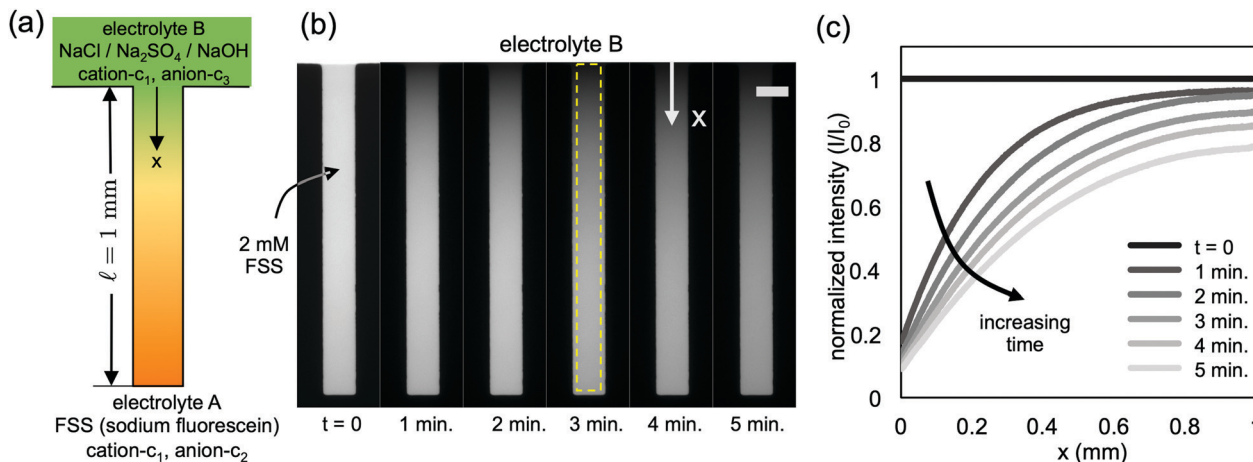 (a)
electrolyte B
NaCl / Na₂SO₄ / NaOH
cation-c₁, anion-c₃
x
ℓ = 1 mm
electrolyte A
FSS (sodium fluorescein)
cation-c₁, anion-c₂
(b)
electrolyte B
x
2 mM
FSS
t = 0
1 min.
2 min.
3 min.
4 min.
5 min.
(c)
normalized intensity (I/I₀)
1
0.8
0.6
0.4
0.2
0
increasing
time
t = 0
1 min.
2 min.
3 min.
4 min.
5 min.
0
0.2
0.4
0.6
0.8
1
x (mm)